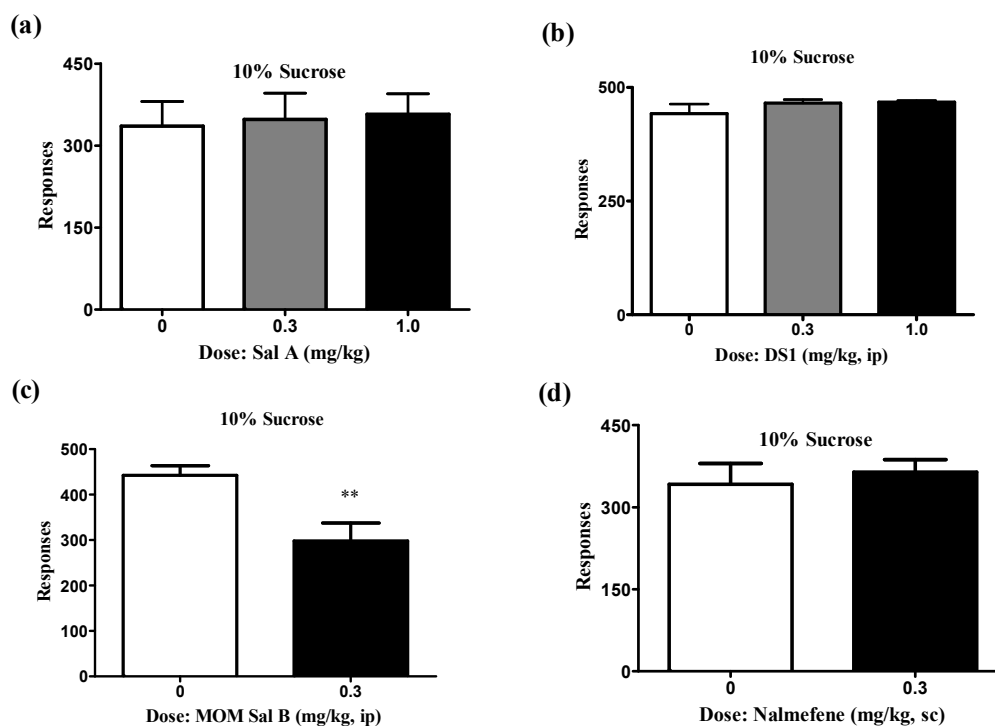 (a)
10% Sucrose
Responses
450
300
150
0
0 0.3 1.0
Dose: Sal A (mg/kg)
(b)
10% Sucrose
Responses
500
250
0
0 0.3 1.0
Dose: DS1 (mg/kg, ip)
(c)
10% Sucrose
Responses
500
400
300
200
100
0
**
0 0.3
Dose: MOM Sal B (mg/kg, ip)
(d)
10% Sucrose
Responses
450
300
150
0
0 0.3
Dose: Nalmefene (mg/kg, sc)